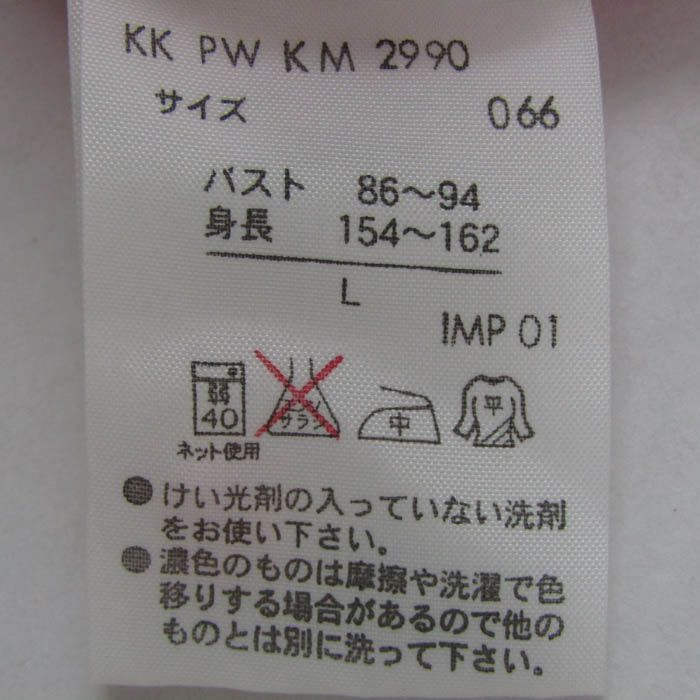 KK PW KM 2990
サイズ 066
バスト 86〜94
身長 154〜162
L
IMP 01
弱
40
エンソ
サラシ
中
平
ネット使用
●けい光剤の入っていない洗剤
をお使い下さい。
●濃色のものは摩擦や洗濯で色
移りする場合があるので他の
ものとは別に洗って下さい。